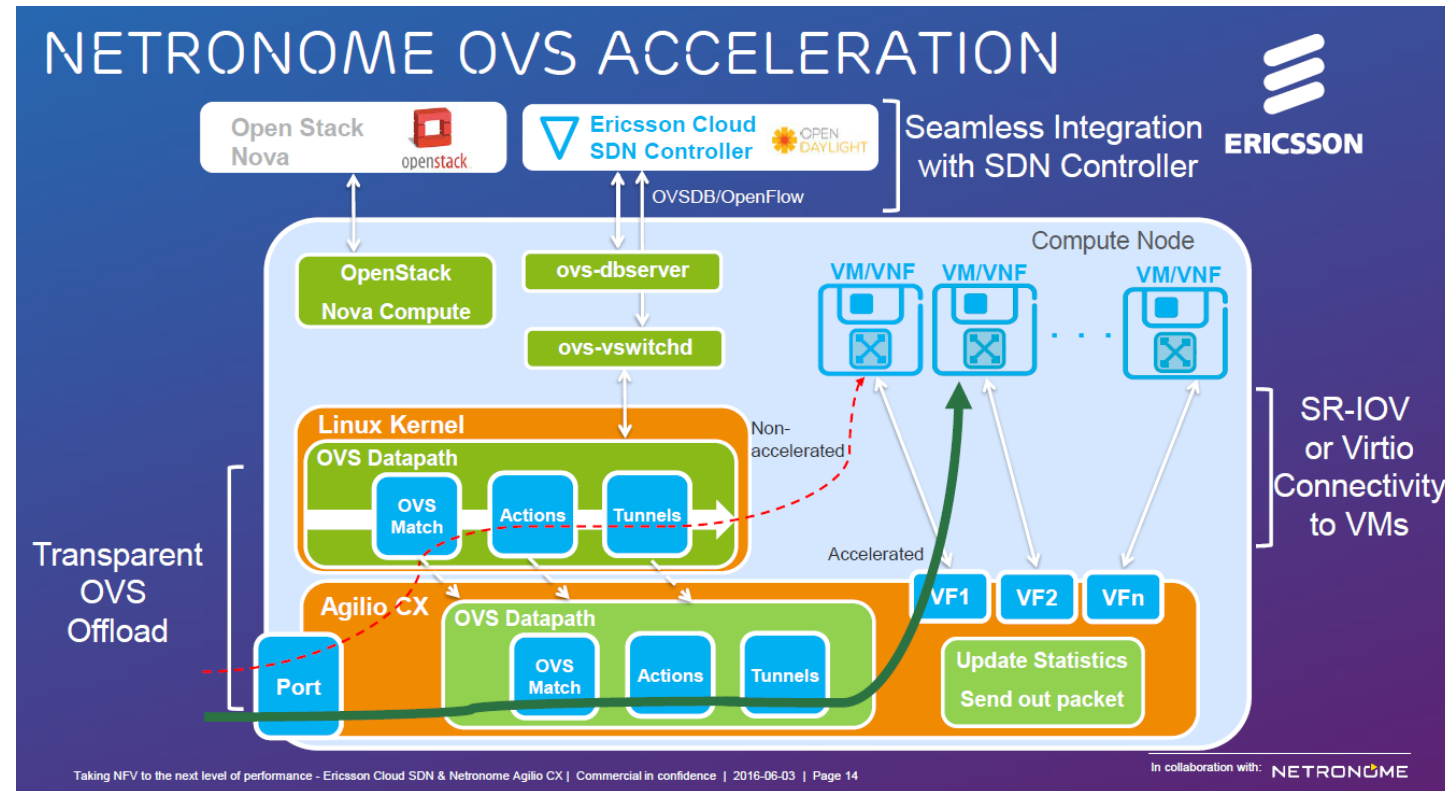 NETRONOME OVS ACCELERATION
ERICSSON
Open Stack
Nova
openstack
Ericsson Cloud
SDN Controller
OPEN
DAYLIGHT
Seamless Integration
with SDN Controller
OVSDB/OpenFlow
Compute Node
OpenStack
Nova Compute
ovs-dbserver
ovs-vswitchd
VM/VNF
VM/VNF
VM/VNF
. . .
Linux Kernel
OVS Datapath
OVS
Match
Actions
Tunnels
Non-
accelerated
Accelerated
SR-IOV
or Virtio
Connectivity
to VMs
Transparent
OVS
Offload
Agilio CX
OVS Datapath
Port
OVS
Match
Actions
Tunnels
VF1
VF2
VFn
Update Statistics
Send out packet
Taking NFV to the next level of performance - Ericsson Cloud SDN & Netronome Agilio CX | Commercial in confidence | 2016-06-03 | Page 14
In collaboration with: NETRONOME